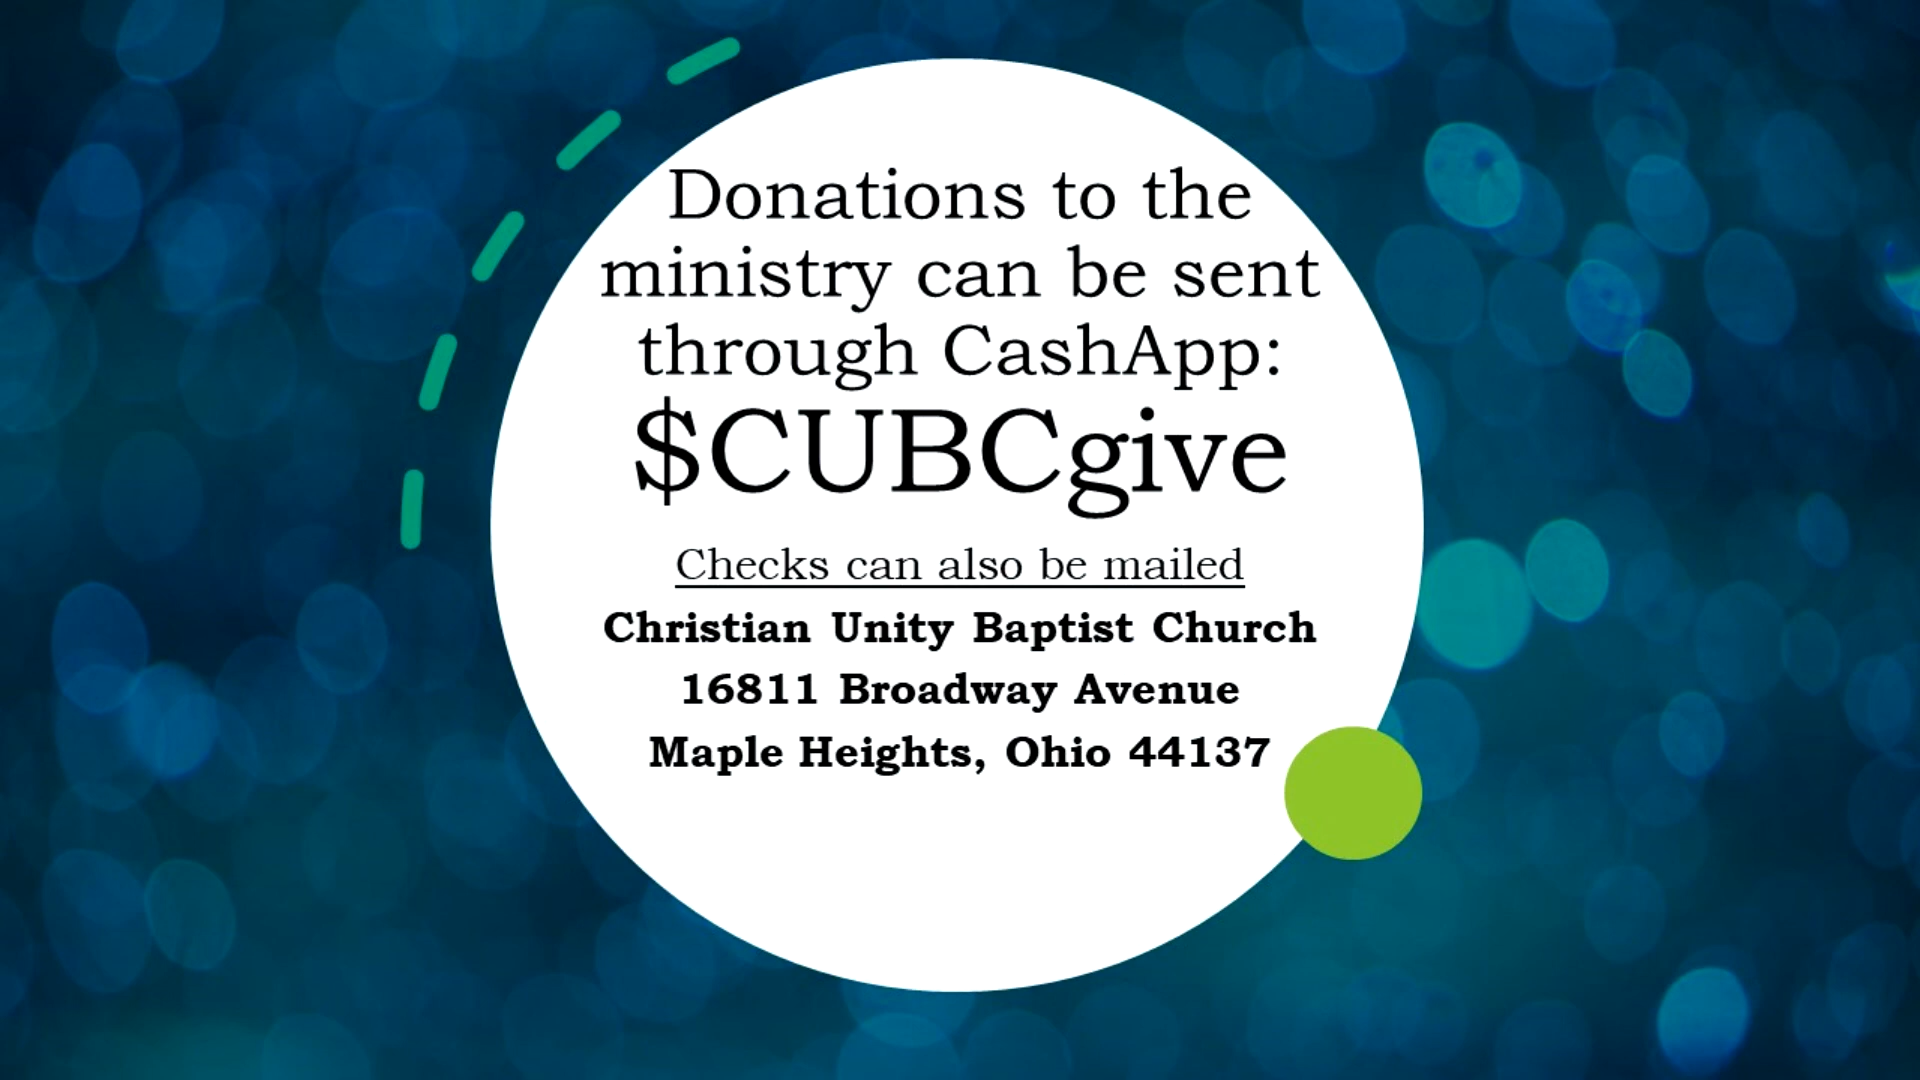 Donations to the
ministry can be sent
through CashApp:
$CUBCgive
Checks can also be mailed
Christian Unity Baptist Church
16811 Broadway Avenue
Maple Heights, Ohio 44137